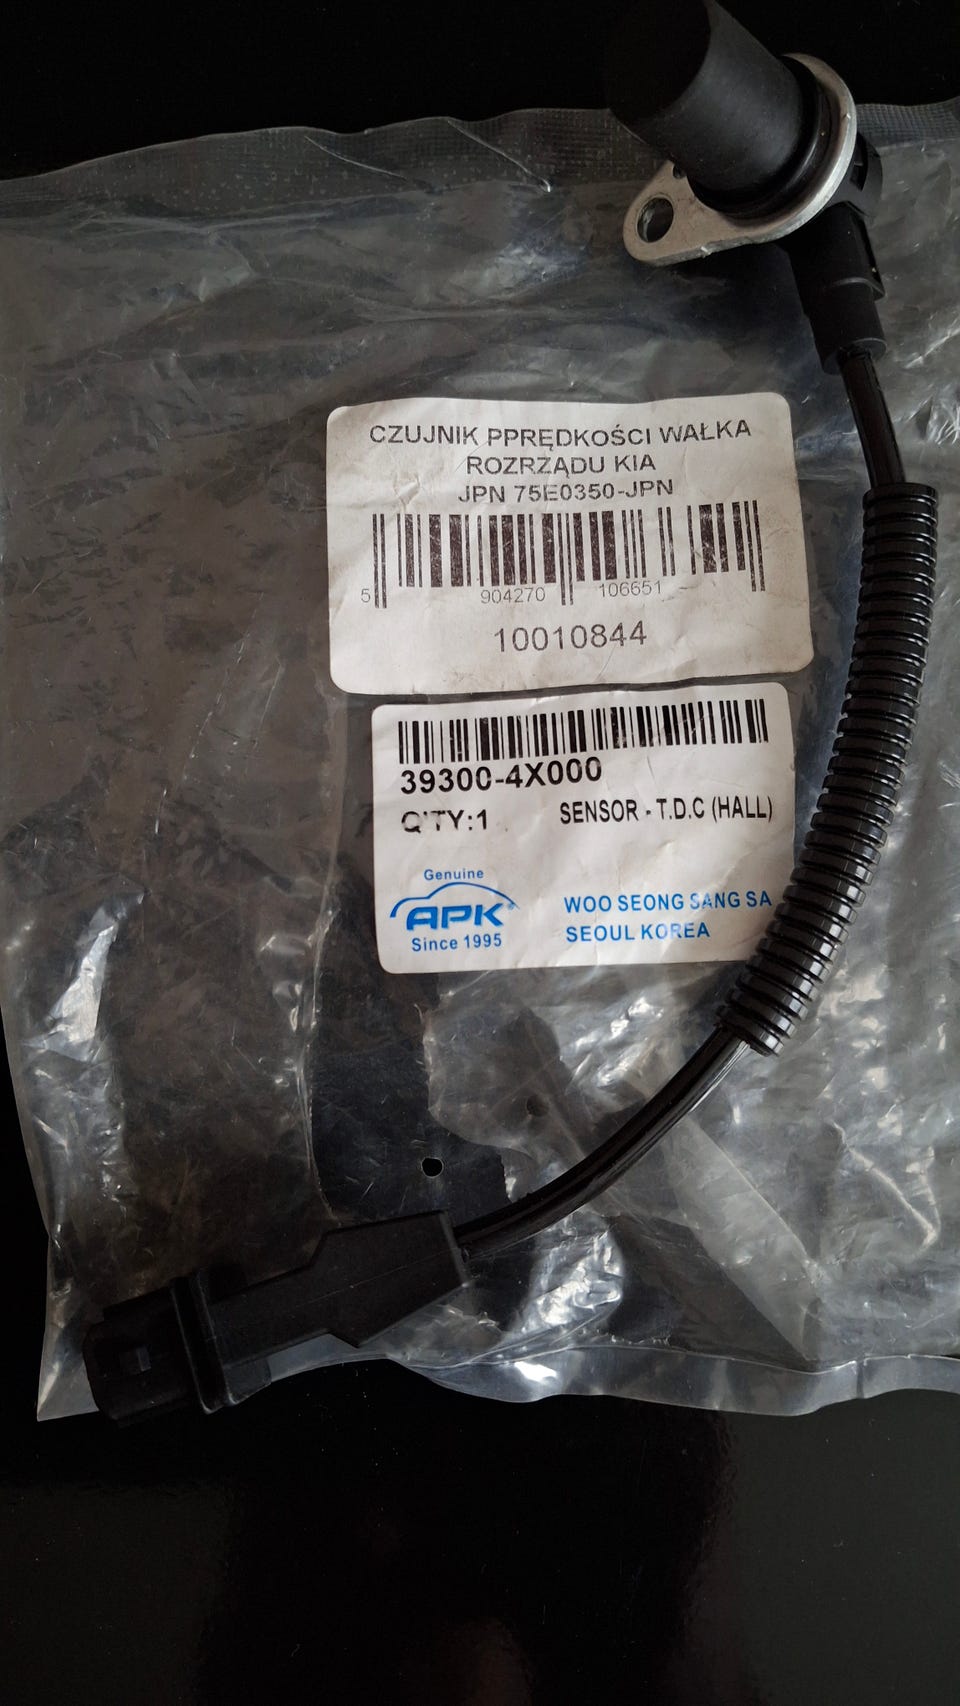 CZUJNIK PPRĘDKOŚCI WAŁKA
ROZRZĄDU KIA
JPN 75E0350-JPN
5 904270 106651
10010844
39300-4X000
Q'TY:1 SENSOR - T.D.C (HALL)
Genuine
APK®
Since 1995
WOO SEONG SANG SA
SEOUL KOREA